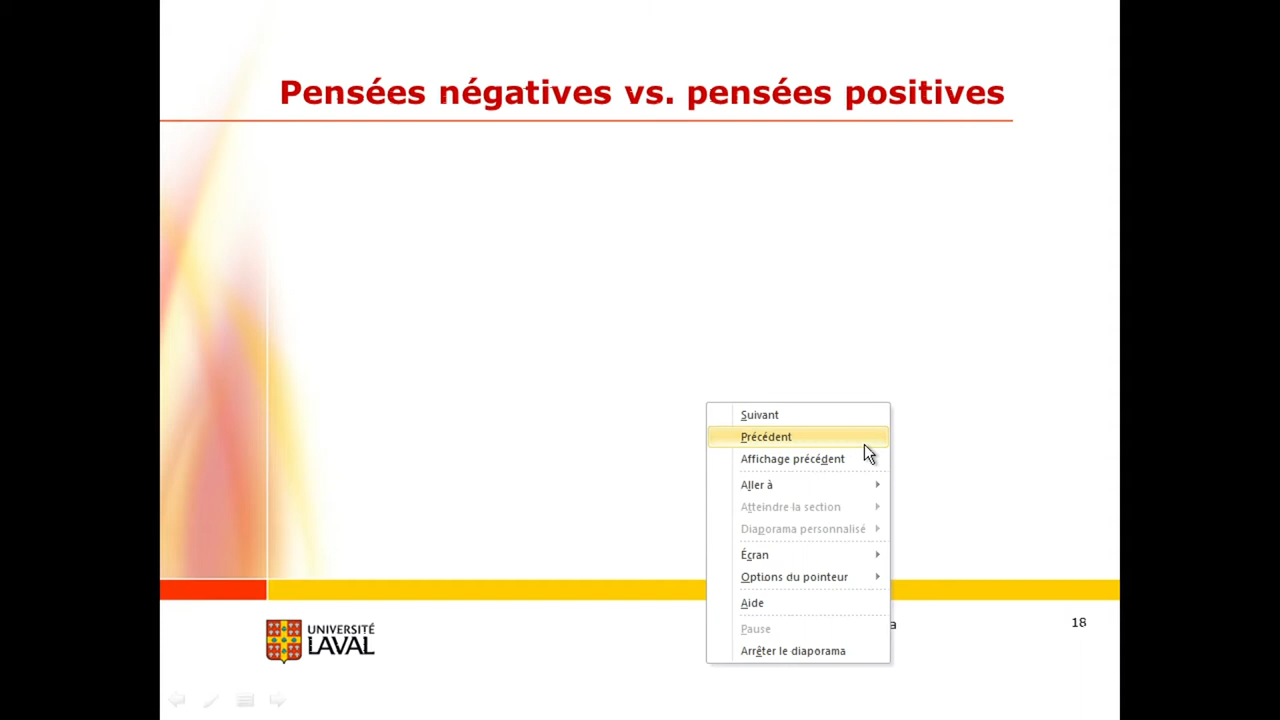 Pensées négatives vs. pensées positives
Suivant
Précédent
Affichage précédent
Aller à
Atteindre la section
Diaporama personnalisé
Écran
Options du pointeur
Aide
Pause
Arrêter le diaporama
a
18
UNIVERSITÉ
LAVAL